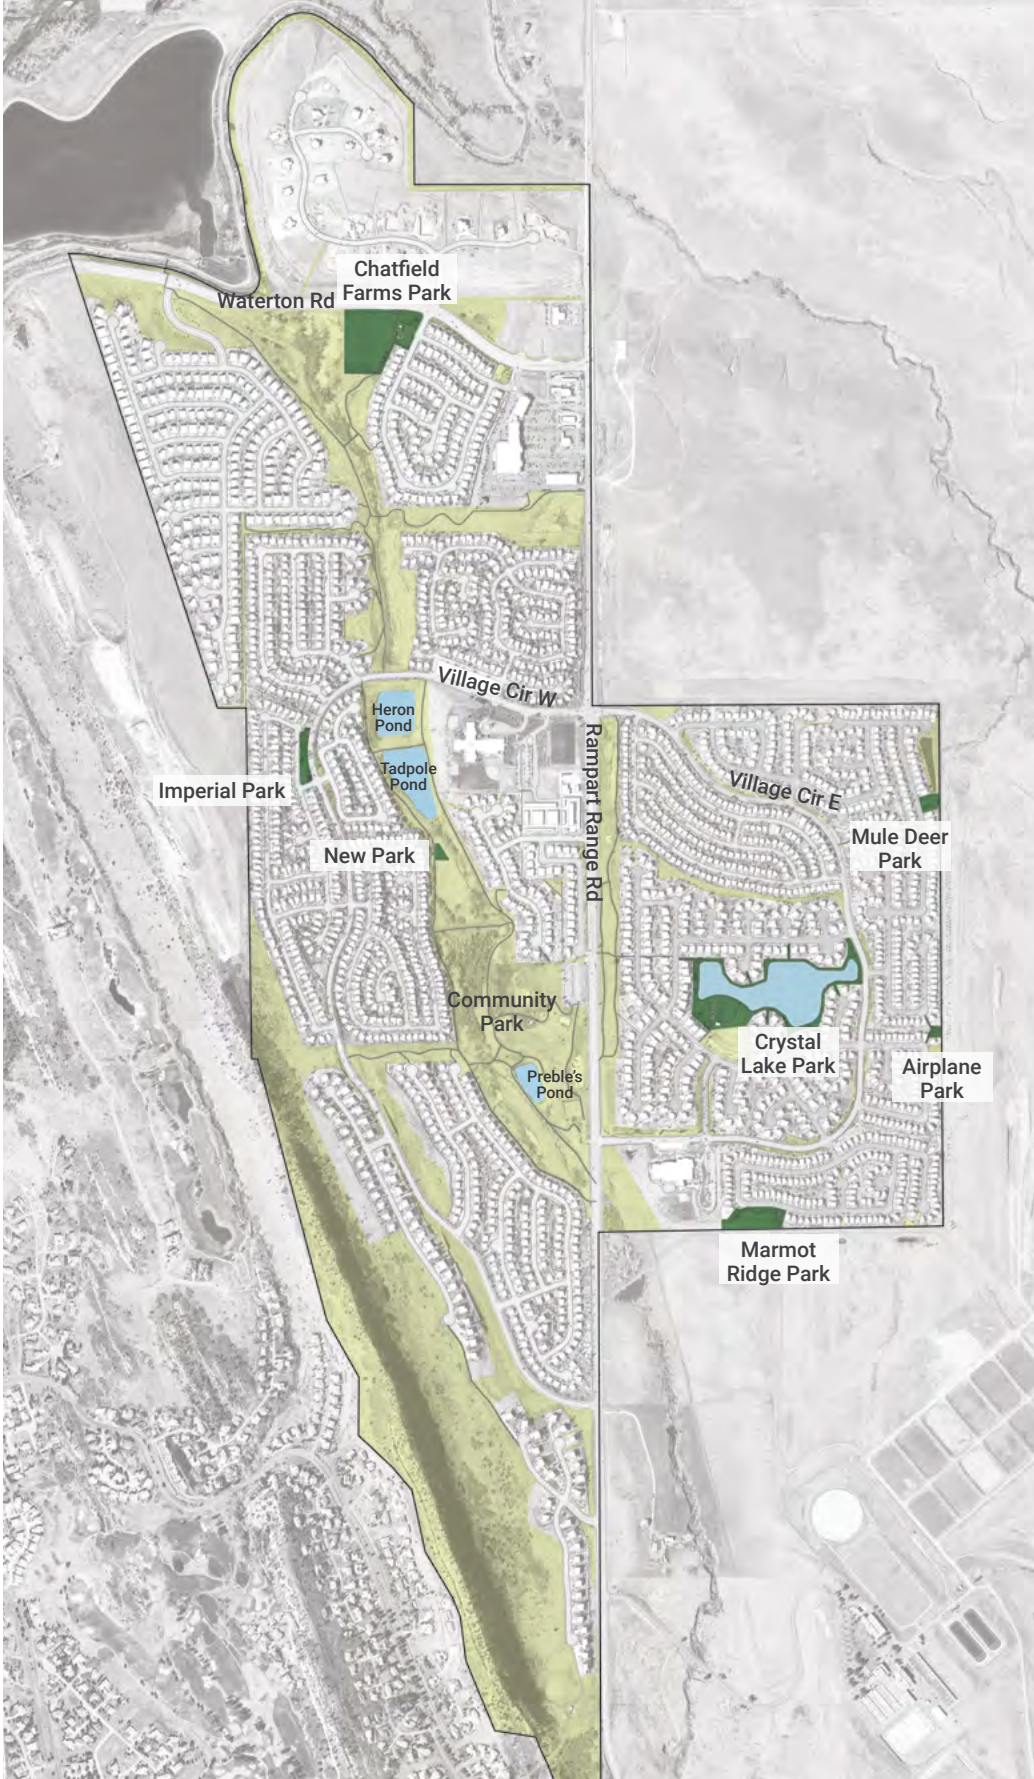 Chatfield
Farms Park
Waterton Rd
Village Cir W
Heron
Pond
Tadpole
Pond
Imperial Park
Rampart Range Rd
Village Cir E
Mule Deer
Park
New Park
Community
Park
Crystal
Lake Park
Airplane
Park
Preble's
Pond
Marmot
Ridge Park